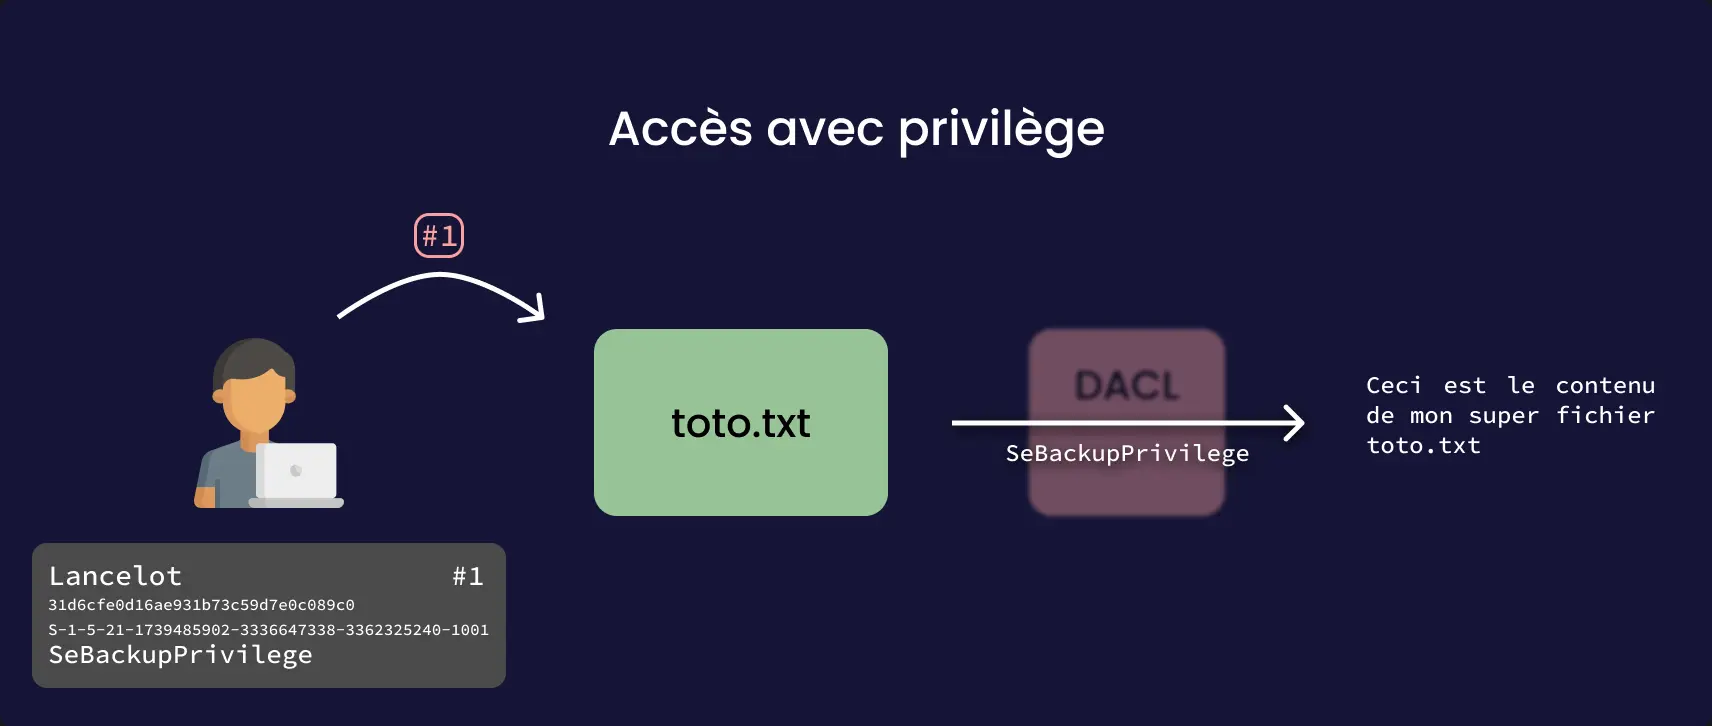 Accès avec privilège
#1
toto.txt
DACL
SeBackupPrivilege
Ceci est le contenu
de mon super fichier
toto.txt
Lancelot #1
31d6cfe0d16ae931b73c59d7e0c089c0
S-1-5-21-1739485902-3336647338-3362325240-1001
SeBackupPrivilege